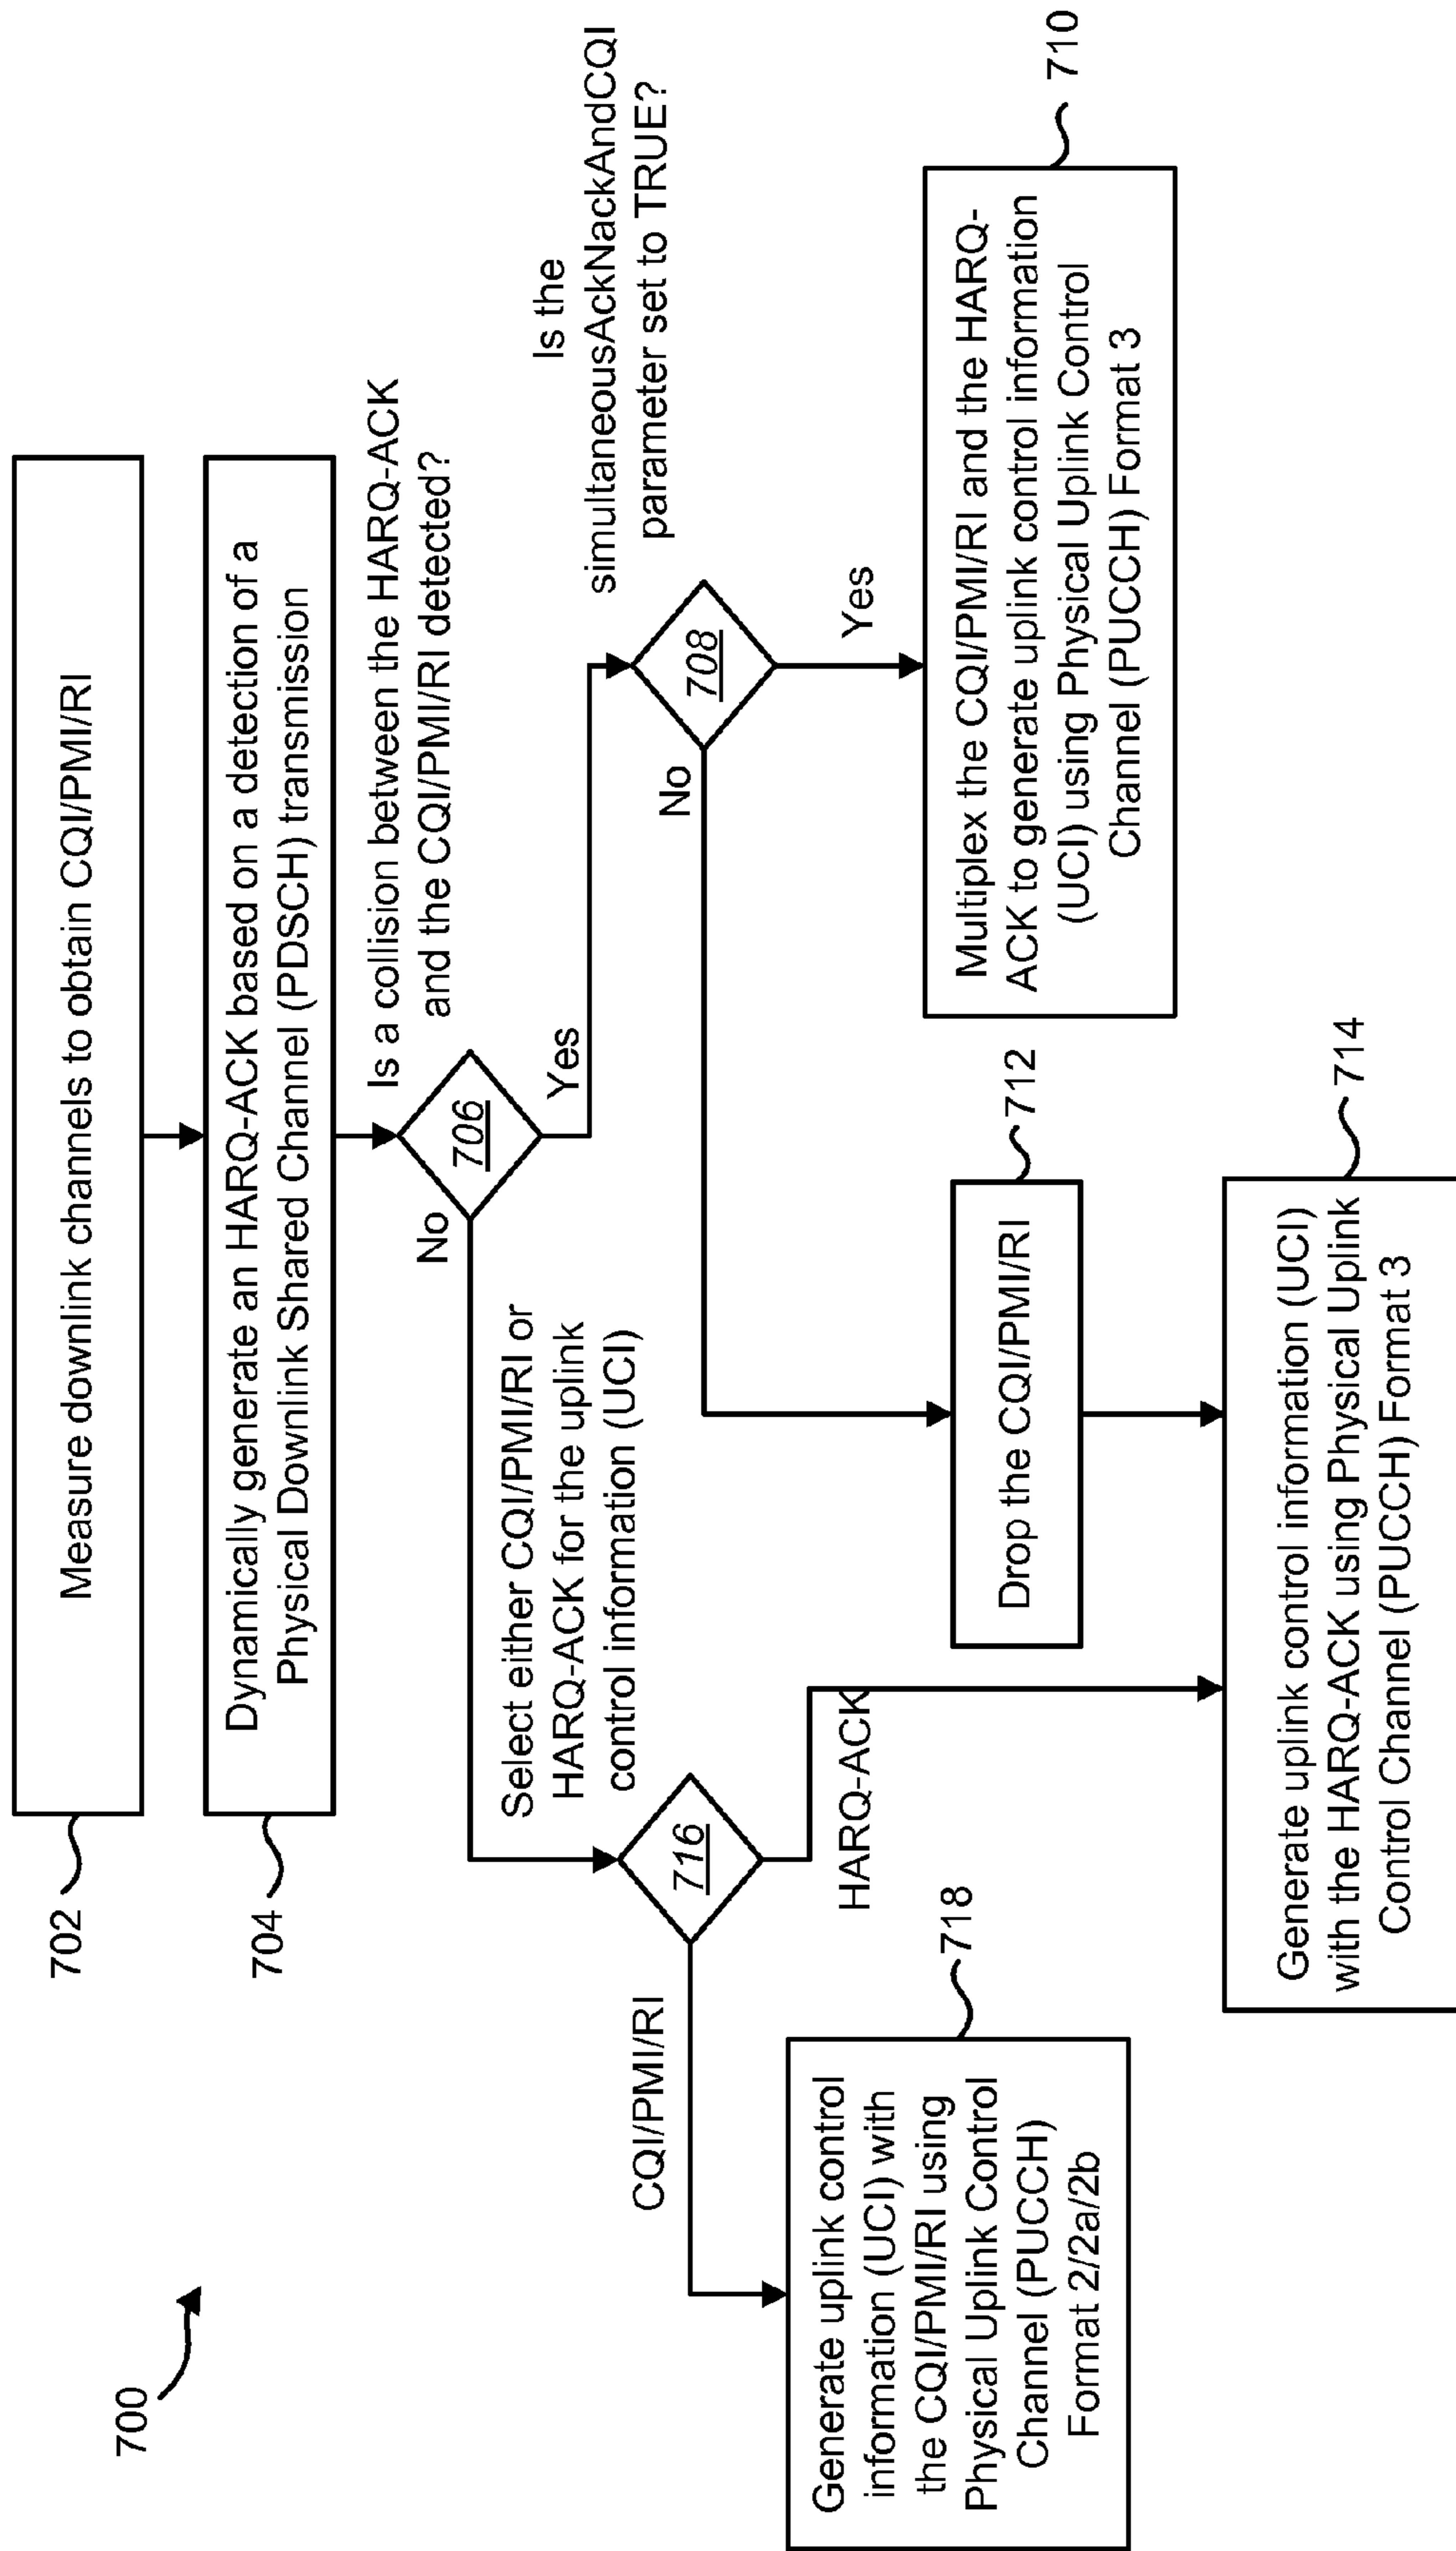 700
702
Measure downlink channels to obtain CQI/PMI/RI
704
Dynamically generate an HARQ-ACK based on a detection of a
Physical Downlink Shared Channel (PDSCH) transmission
Is a collision between the HARQ-ACK
and the CQI/PMI/RI detected?
706
No
Yes
Is the
simultaneousAckNackAndCQI
parameter set to TRUE?
708
No
Yes
Select either CQI/PMI/RI or
HARQ-ACK for the uplink
control information (UCI)
716
CQI/PMI/RI
HARQ-ACK
Generate uplink control
information (UCI) with
the CQI/PMI/RI using
Physical Uplink Control
Channel (PUCCH)
Format 2/2a/2b
718
Drop the CQI/PMI/RI
712
Multiplex the CQI/PMI/RI and the HARQ-
ACK to generate uplink control information
(UCI) using Physical Uplink Control
Channel (PUCCH) Format 3
710
Generate uplink control information (UCI)
with the HARQ-ACK using Physical Uplink
Control Channel (PUCCH) Format 3
714